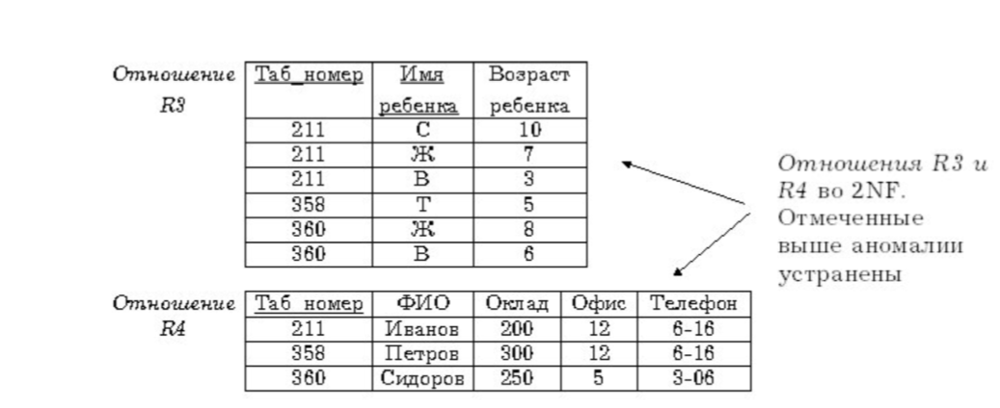 Отношение R3
Таб_номер Имя ребенка Возраст ребенка
211 С 10
211 Ж 7
211 В 3
358 Т 5
360 Ж 8
360 В 6
Отношения R3 и
R4 во 2NF.
Отмеченные
выше аномалии
устранены
Отношение R4
Таб номер ФИО Оклад Офис Телефон
211 Иванов 200 12 6-16
358 Петров 300 12 6-16
360 Сидоров 250 5 3-06